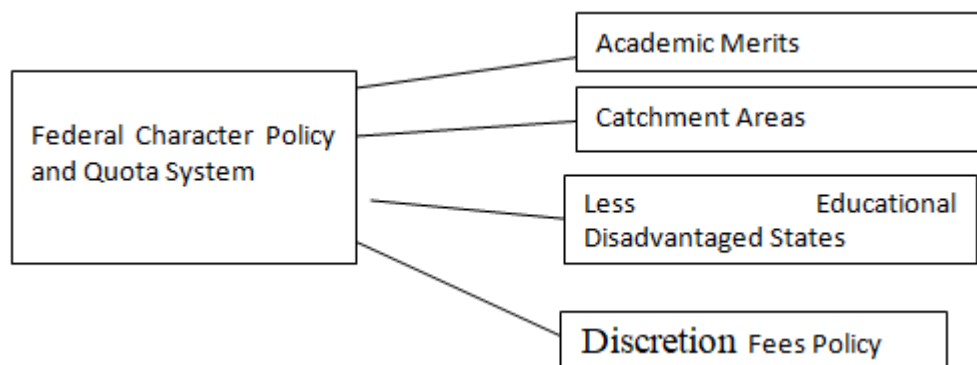 Federal Character Policy
and Quota System
Academic Merits
Catchment Areas
Less Educational
Disadvantaged States
Discretion Fees Policy